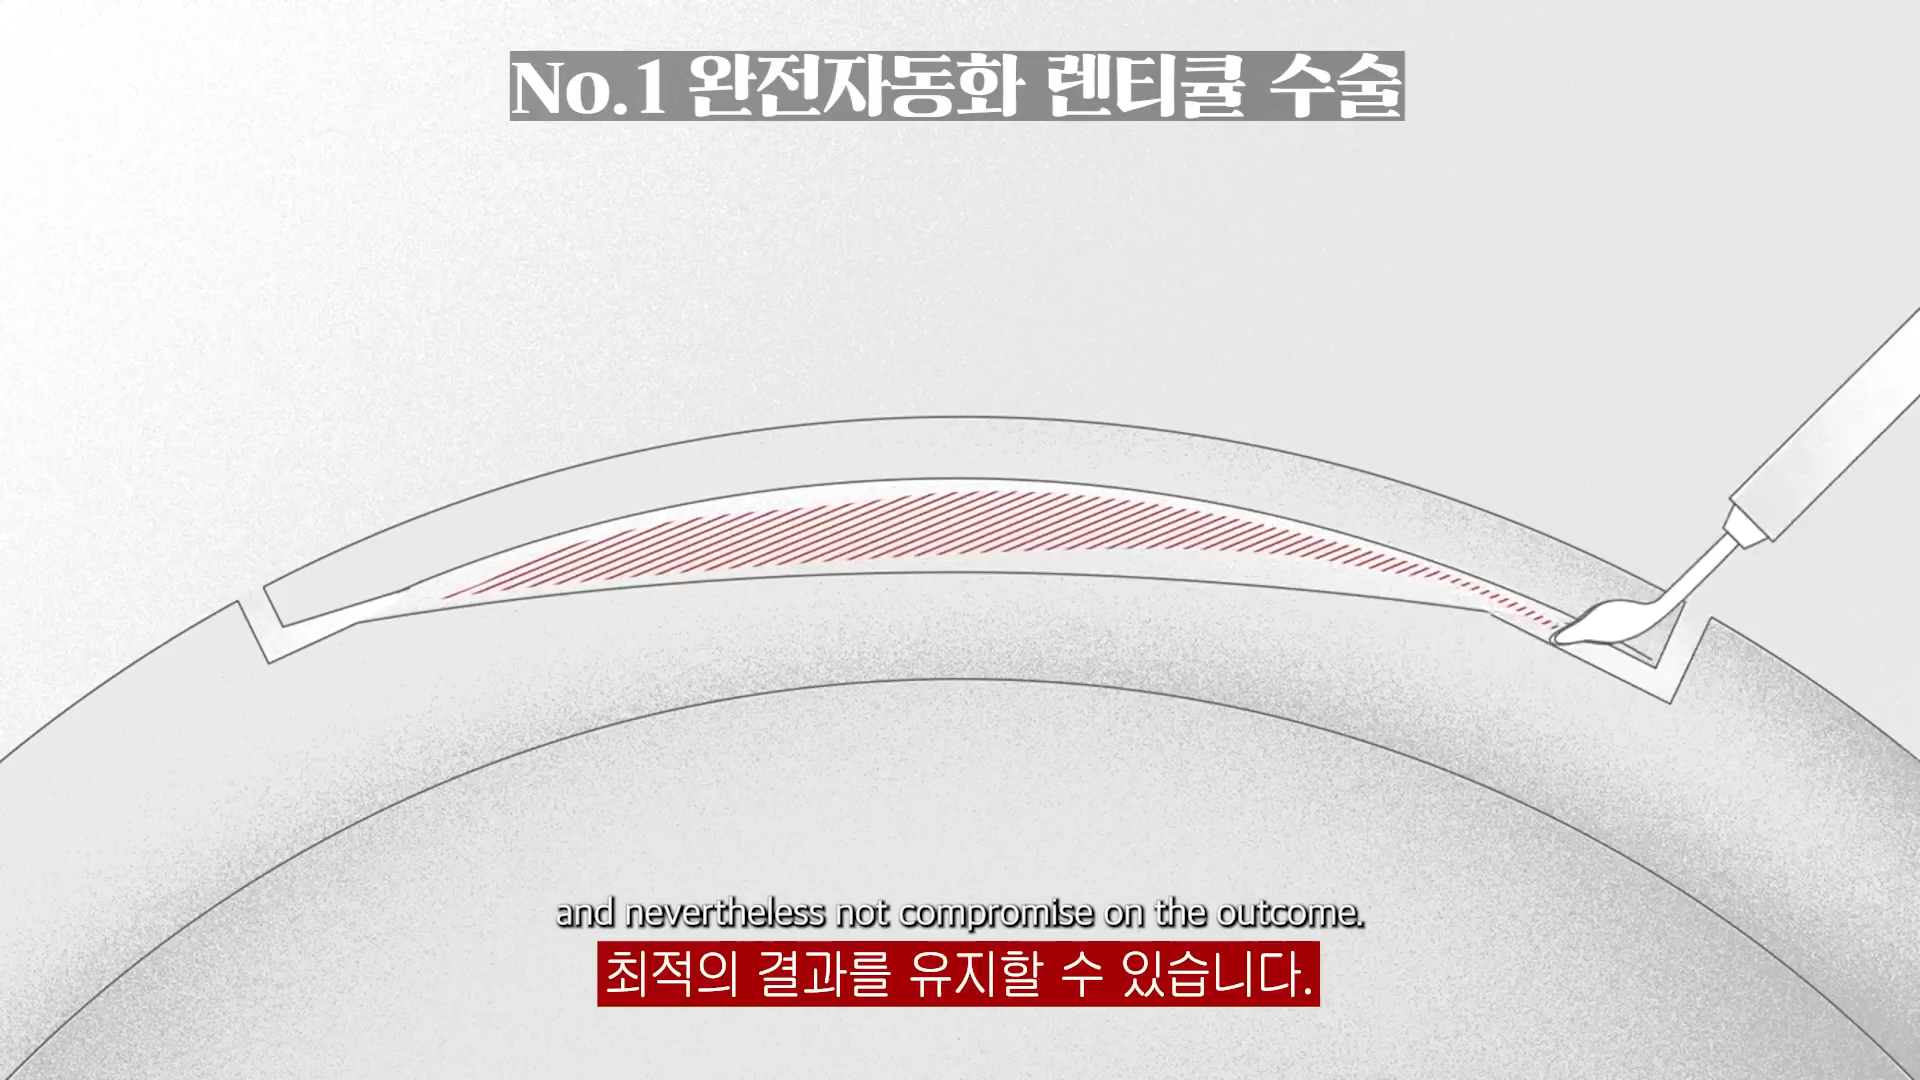 No.1 완전자동화 렌티큘 수술
and nevertheless not compromise on the outcome.
최적의 결과를 유지할 수 있습니다.